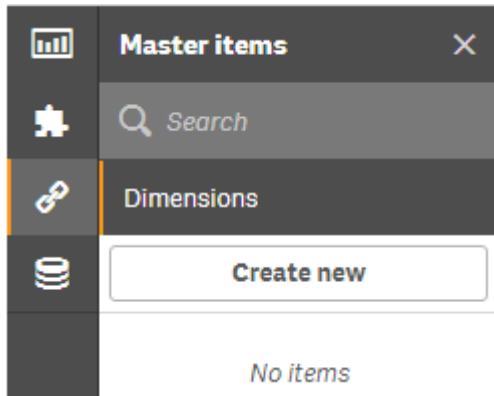 Master items
Search
Dimensions
Create new
No items